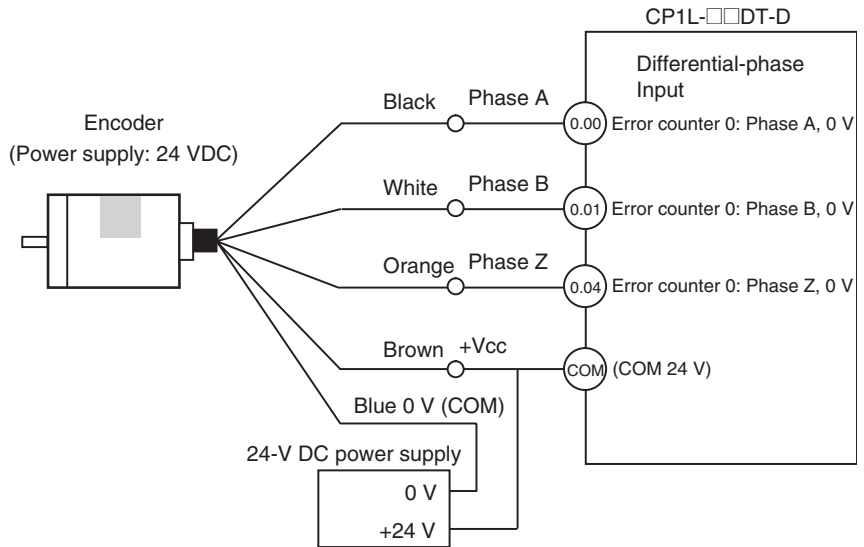 CP1L-□□DT-D
Differential-phase
Input
Encoder
(Power supply: 24 VDC)
Black
Phase A
0.00
Error counter 0: Phase A, 0 V
White
Phase B
0.01
Error counter 0: Phase B, 0 V
Orange
Phase Z
0.04
Error counter 0: Phase Z, 0 V
Brown
+Vcc
COM
(COM 24 V)
Blue 0 V (COM)
24-V DC power supply
0 V
+24 V